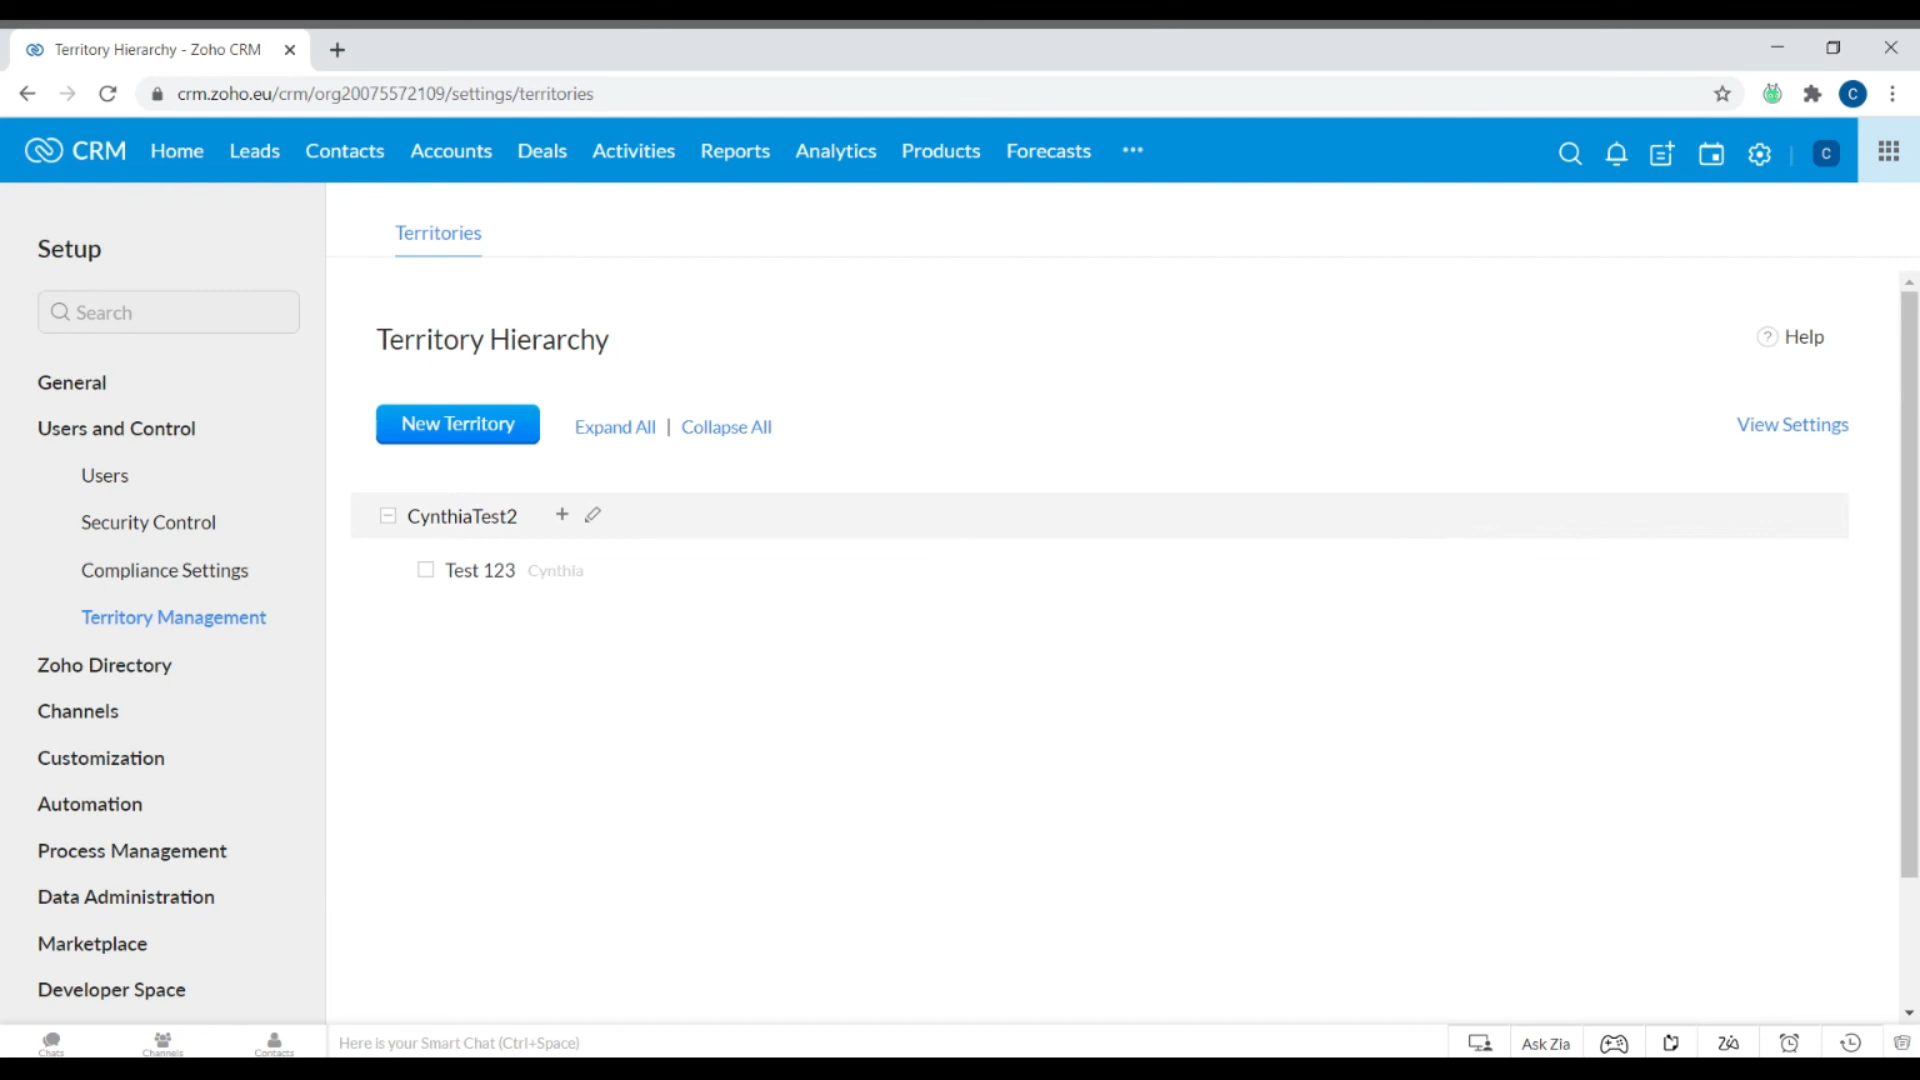 Territory Hierarchy - Zoho CRM
crm.zoho.eu/crm/org20075572109/settings/territories
C
CRM Home Leads Contacts Accounts Deals Activities Reports Analytics Products Forecasts ... C
Territories
Setup
Search
Territory Hierarchy
? Help
General
New Territory Expand All | Collapse All View Settings
Users and Control
Users
CynthiaTest2
Security Control
Compliance Settings
Test 123 Cynthia
Territory Management
Zoho Directory
Channels
Customization
Automation
Process Management
Data Administration
Marketplace
Developer Space
Chats Channels Contacts
Here is your Smart Chat (Ctrl+Space)
Ask Zia